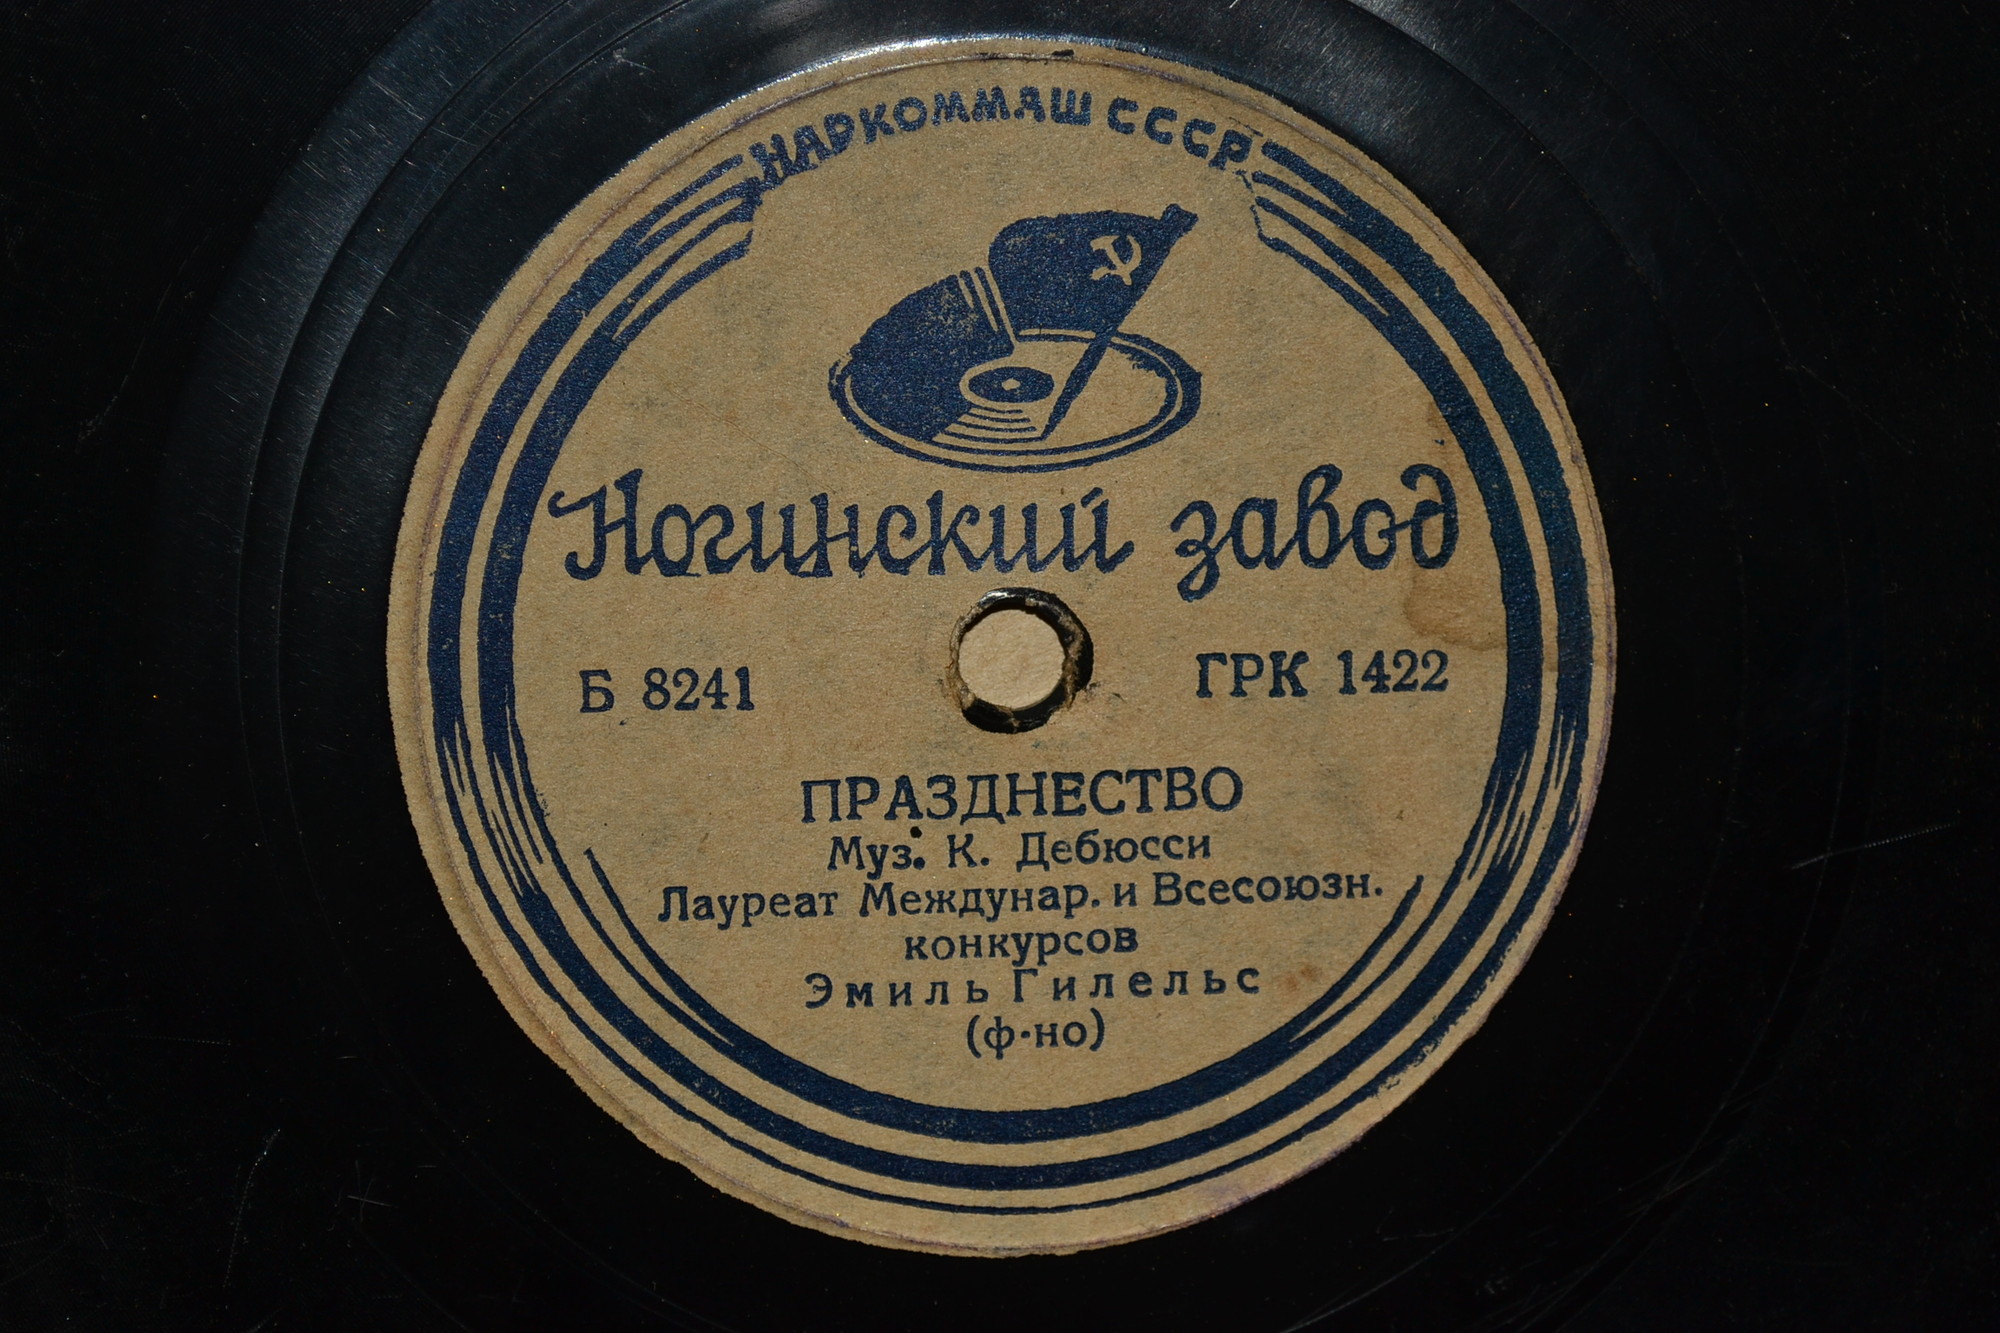 НАРКОММАШ СССР
Ногинский завод
Б 8241
ГРК 1422
ПРАЗДНЕСТВО
Муз. К. Дебюсси
Лауреат Междунар. и Всесоюзн.
конкурсов
Эмиль Гилельс
(ф-но)